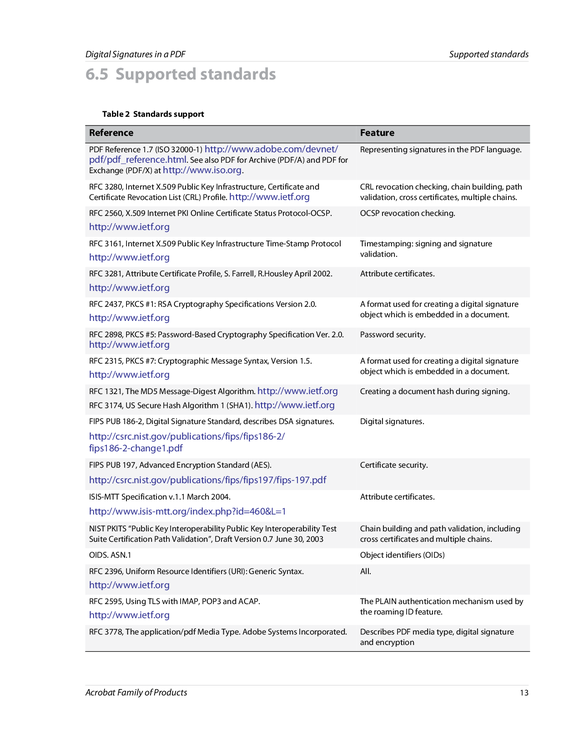 Digital Signatures in a PDF
Supported standards
6.5 Supported standards
Table 2 Standards support
Reference
Feature
PDF Reference 1.7 (ISO 32000-1) http://www.adobe.com/devnet/
pdf/pdf_reference.html. See also PDF for Archive (PDF/A) and PDF for
Exchange (PDF/X) at http://www.iso.org.
Representing signatures in the PDF language.
RFC 3280, Internet X.509 Public Key Infrastructure, Certificate and
Certificate Revocation List (CRL) Profile. http://www.ietf.org
CRL revocation checking, chain building, path
validation, cross certificates, multiple chains.
RFC 2560, X.509 Internet PKI Online Certificate Status Protocol-OCSP.
http://www.ietf.org
OCSP revocation checking.
RFC 3161, Internet X.509 Public Key Infrastructure Time-Stamp Protocol
http://www.ietf.org
Timestamping: signing and signature
validation.
RFC 3281, Attribute Certificate Profile, S. Farrell, R.Housley April 2002.
http://www.ietf.org
Attribute certificates.
RFC 2437, PKCS #1: RSA Cryptography Specifications Version 2.0.
http://www.ietf.org
A format used for creating a digital signature
object which is embedded in a document.
RFC 2898, PKCS #5: Password-Based Cryptography Specification Ver. 2.0.
http://www.ietf.org
Password security.
RFC 2315, PKCS #7: Cryptographic Message Syntax, Version 1.5.
http://www.ietf.org
A format used for creating a digital signature
object which is embedded in a document.
RFC 1321, The MD5 Message-Digest Algorithm. http://www.ietf.org
RFC 3174, US Secure Hash Algorithm 1 (SHA1). http://www.ietf.org
Creating a document hash during signing.
FIPS PUB 186-2, Digital Signature Standard, describes DSA signatures.
http://csrc.nist.gov/publications/fips/fips186-2/
fips186-2-change1.pdf
Digital signatures.
FIPS PUB 197, Advanced Encryption Standard (AES).
http://csrc.nist.gov/publications/fips/fips197/fips-197.pdf
Certificate security.
ISIS-MTT Specification v.1.1 March 2004.
http://www.isis-mtt.org/index.php?id=460&L=1
Attribute certificates.
NIST PKITS "Public Key Interoperability Public Key Interoperability Test
Suite Certification Path Validation", Draft Version 0.7 June 30, 2003
Chain building and path validation, including
cross certificates and multiple chains.
OIDS. ASN.1
Object identifiers (OIDs)
RFC 2396, Uniform Resource Identifiers (URI): Generic Syntax.
http://www.ietf.org
All.
RFC 2595, Using TLS with IMAP, POP3 and ACAP.
http://www.ietf.org
The PLAIN authentication mechanism used by
the roaming ID feature.
RFC 3778, The application/pdf Media Type. Adobe Systems Incorporated.
Describes PDF media type, digital signature
and encryption
Acrobat Family of Products
13